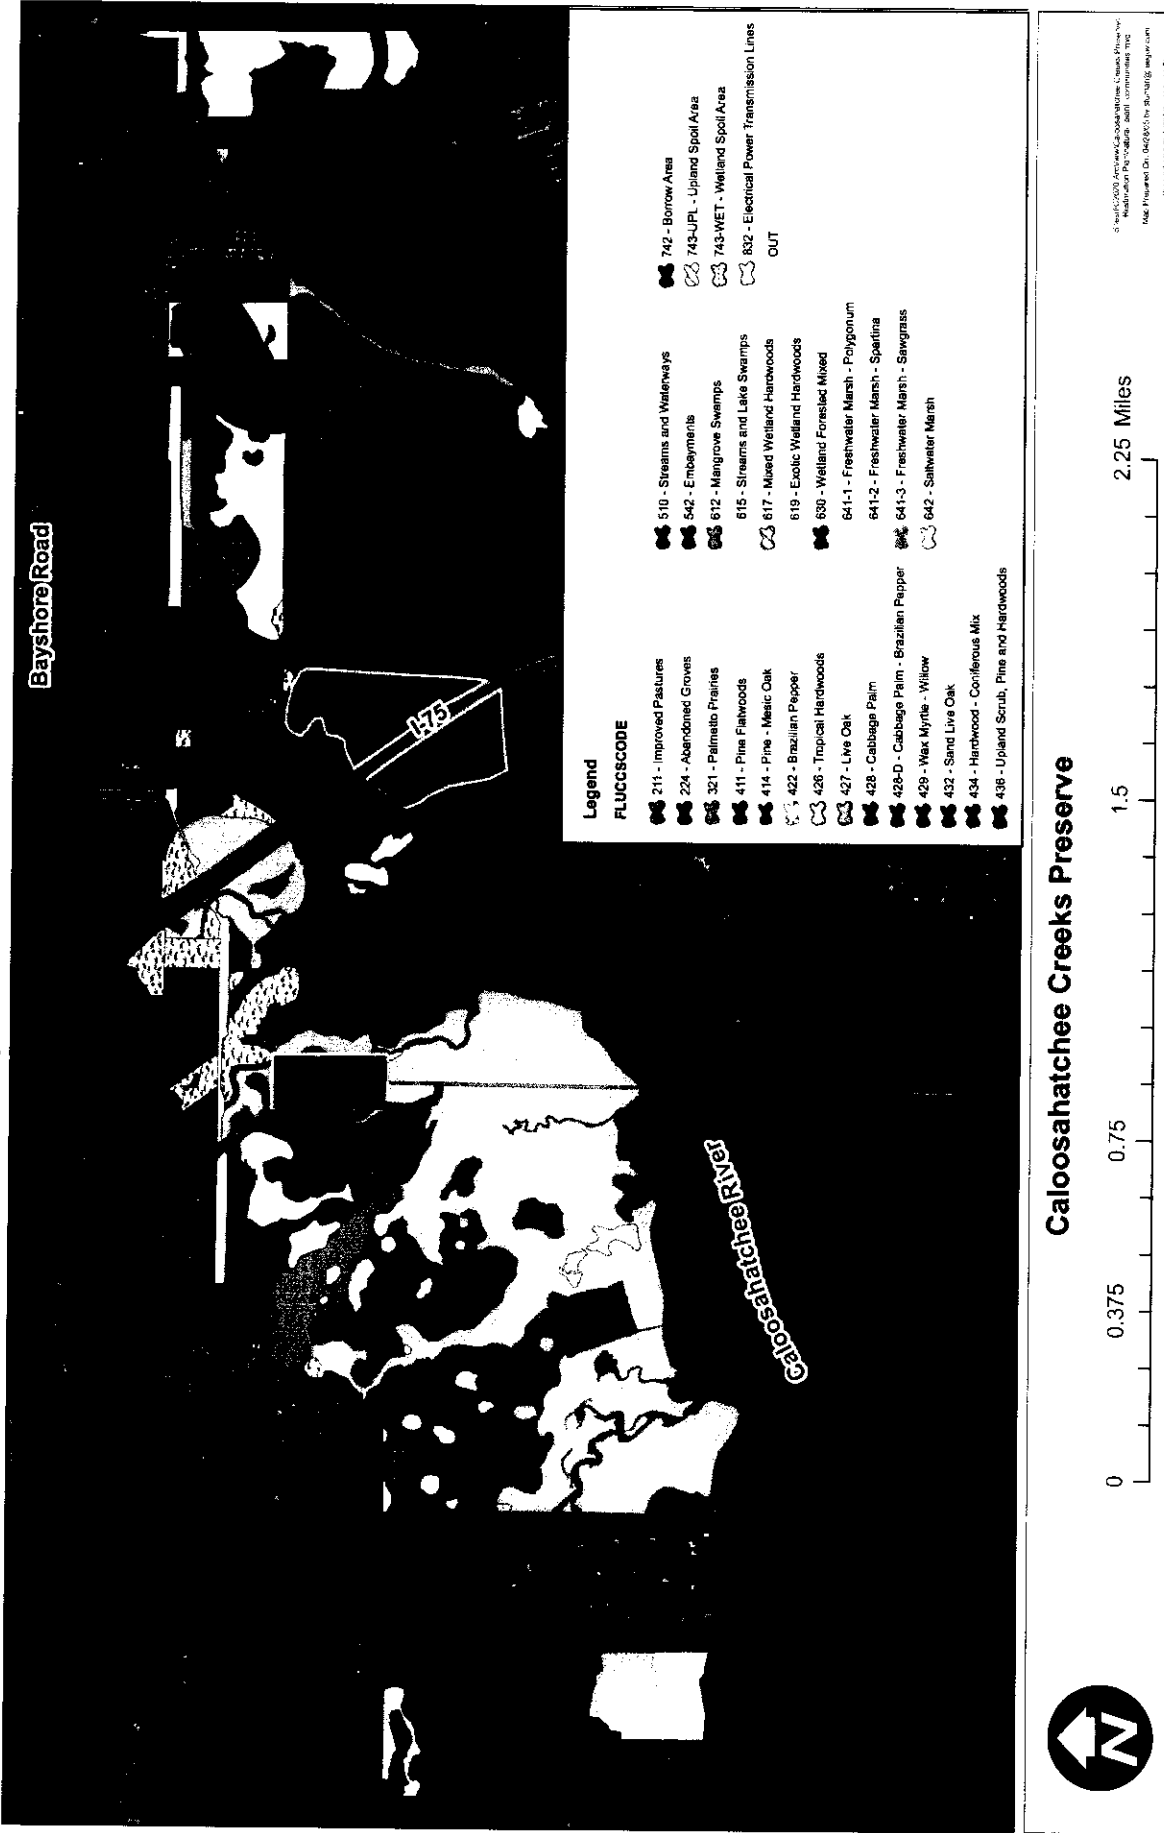 Bayshore Road
I-75
Caloosahatchee River
Legend
FLUCCSCODE
211 - Improved Pastures
224 - Abandoned Groves
321 - Palmetto Prairies
411 - Pine Flatwoods
414 - Pine - Mesic Oak
422 - Brazilian Pepper
426 - Tropical Hardwoods
427 - Live Oak
428 - Cabbage Palm
428-D - Cabbage Palm - Brazilian Pepper
429 - Wax Myrtle - Willow
432 - Sand Live Oak
434 - Hardwood - Coniferous Mix
436 - Upland Scrub, Pine and Hardwoods
510 - Streams and Waterways
542 - Embayments
612 - Mangrove Swamps
615 - Streams and Lake Swamps
617 - Mixed Wetland Hardwoods
619 - Exotic Wetland Hardwoods
630 - Wetland Forested Mixed
641-1 - Freshwater Marsh - Polygonum
641-2 - Freshwater Marsh - Spartina
641-3 - Freshwater Marsh - Sawgrass
642 - Saltwater Marsh
742 - Borrow Area
743-UPL - Upland Spoil Area
743-WET - Wetland Spoil Area
832 - Electrical Power Transmission Lines
OUT
Caloosahatchee Creeks Preserve
0 0.375 0.75 1.5 2.25 Miles
N
Map Prepared On: 04/28/05 by